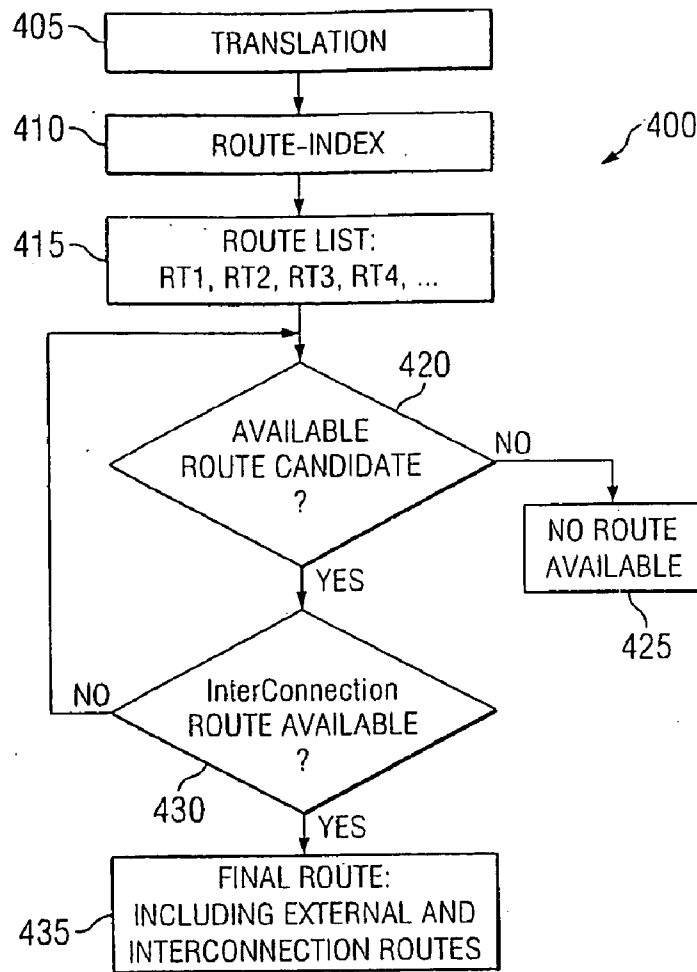 405
TRANSLATION
410
ROUTE-INDEX
400
415
ROUTE LIST:
RT1, RT2, RT3, RT4, ...
420
AVAILABLE
ROUTE CANDIDATE
?
NO
NO ROUTE
AVAILABLE
425
YES
NO
InterConnection
ROUTE AVAILABLE
?
430
YES
435
FINAL ROUTE:
INCLUDING EXTERNAL AND
INTERCONNECTION ROUTES